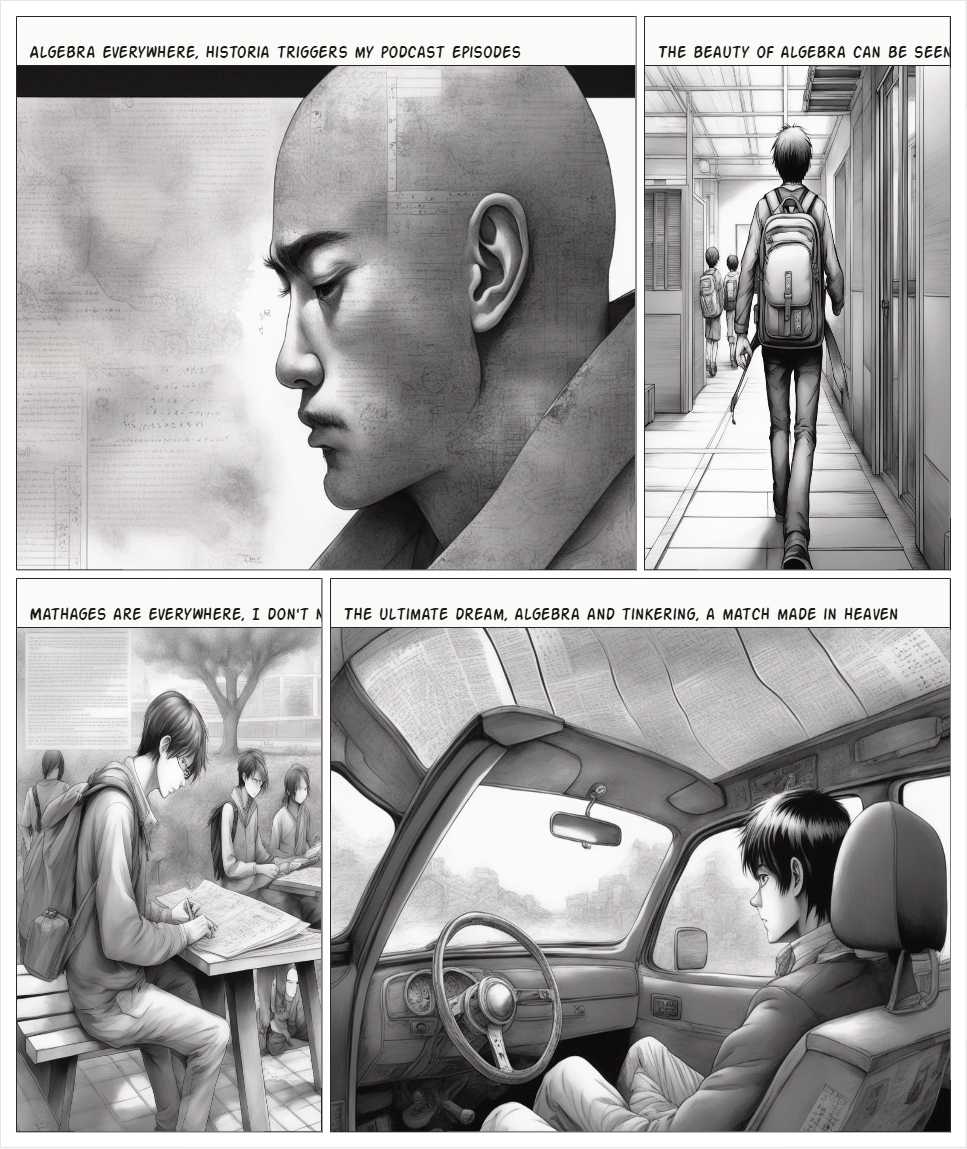 ALGEBRA EVERYWHERE, HISTORIA TRIGGERS MY PODCAST EPISODES
THE BEAUTY OF ALGEBRA CAN BE SEEN
MATHAGES ARE EVERYWHERE, I DON'T
THE ULTIMATE DREAM, ALGEBRA AND TINKERING, A MATCH MADE IN HEAVEN